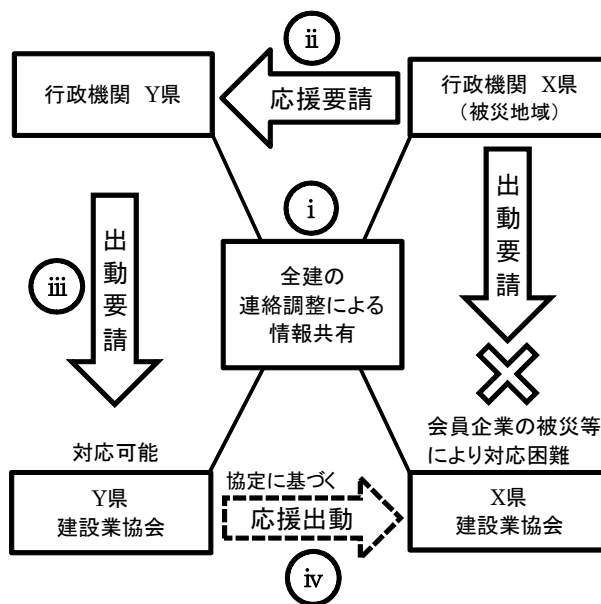 ⅱ
行政機関 Y県
応援要請
行政機関 X県
（被災地域）
ⅰ
出動要請
出動要請
ⅲ
全建の
連絡調整による
情報共有
対応可能
会員企業の被災等
により対応困難
協定に基づく
Y県
建設業協会
応援出動
X県
建設業協会
ⅳ